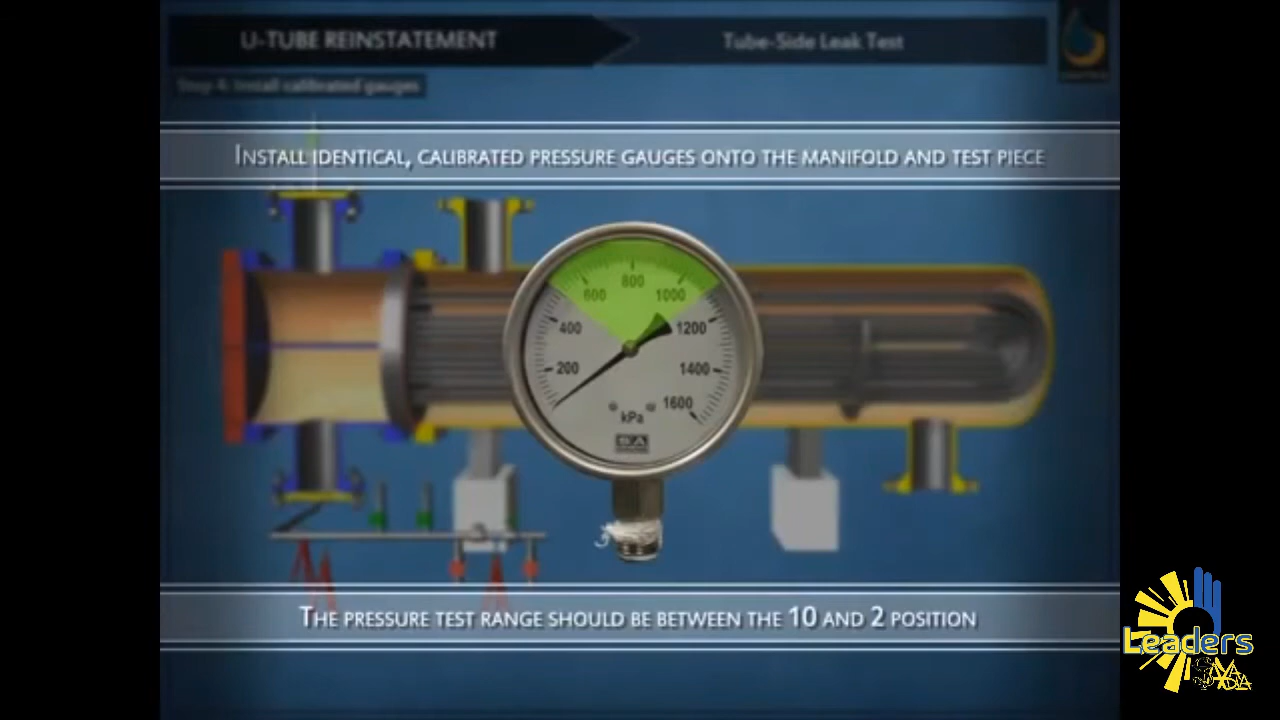 U-TUBE REINSTATEMENT
Tube-Side Leak Test
Step 4: Install calibrated gauges
INSTALL IDENTICAL, CALIBRATED PRESSURE GAUGES ONTO THE MANIFOLD AND TEST PIECE
800
600
1000
400
1200
200
1400
1600
kPa
THE PRESSURE TEST RANGE SHOULD BE BETWEEN THE 10 AND 2 POSITION
Leaders